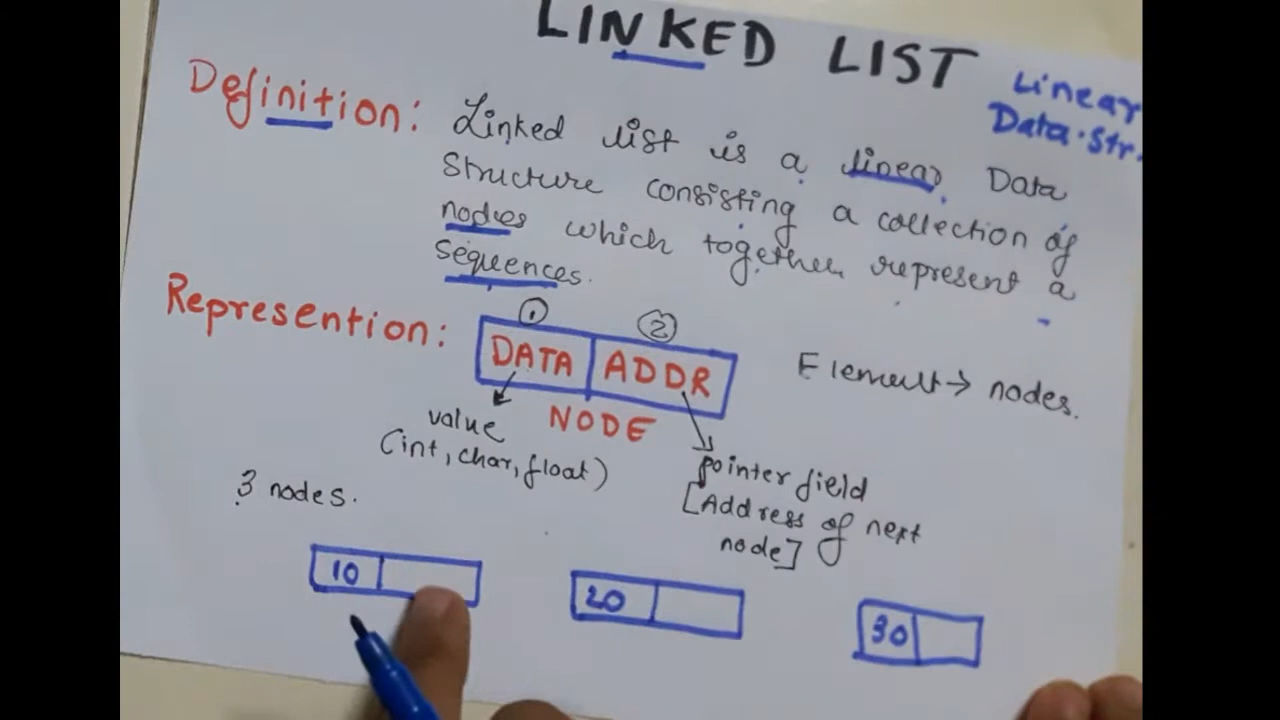 LINKED LIST
Linear
Data.Str.
Definition: Linked list is a linear Data
Structure consisting a collection of
nodes which together represent a
sequences.
Represention:
1 2
DATA ADDR
NODE
Element → nodes.
value
(int, char, float)
pointer field
[Address of next
node]
3 nodes.
10 20 30